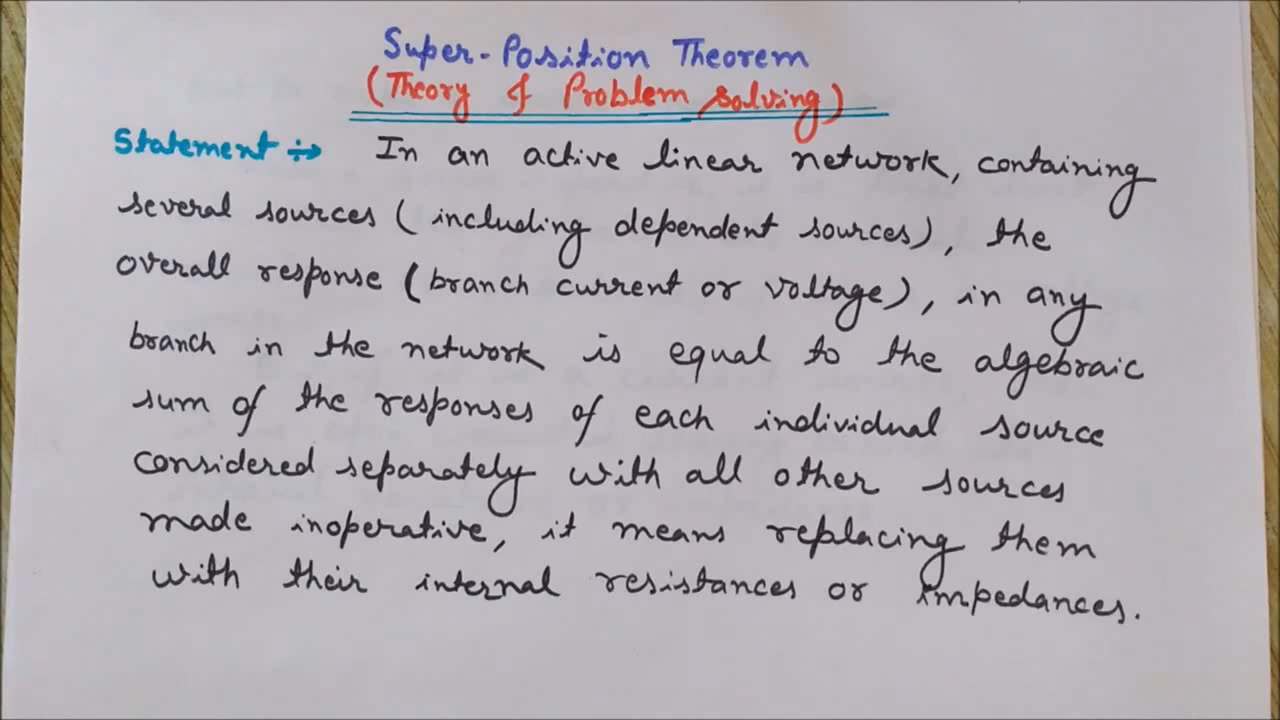 Super-Position Theorem
(Theory & Problem solving)
Statement :→ In an active linear network, containing
several sources (including dependent sources), the
overall response (branch current or voltage), in any
branch in the network is equal to the algebraic
sum of the responses of each individual source
considered separately with all other sources
made inoperative, it means replacing them
with their internal resistances or impedances.